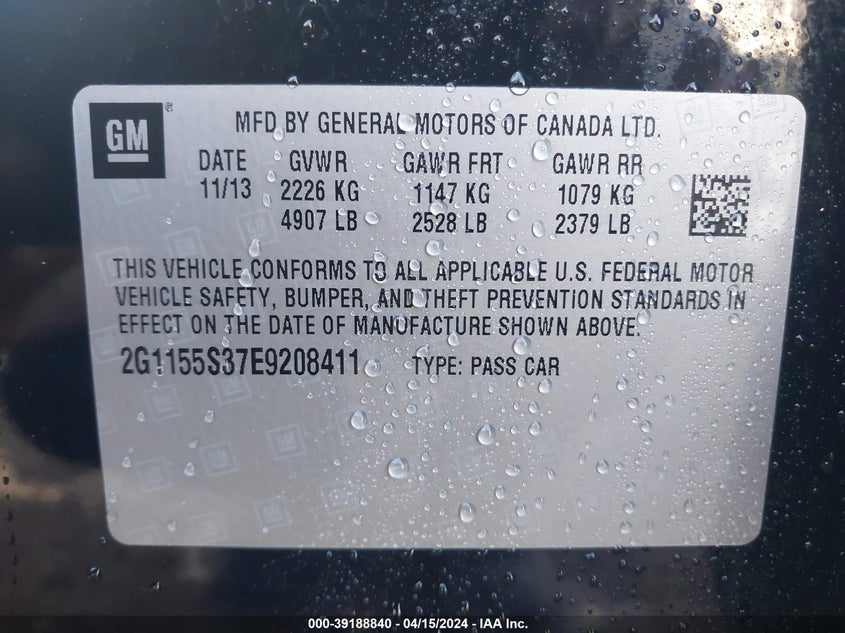 GM ®
MFD BY GENERAL MOTORS OF CANADA LTD.
DATE GVWR GAWR FRT GAWR RR
11/13 2226 KG 1147 KG 1079 KG
4907 LB 2528 LB 2379 LB
THIS VEHICLE CONFORMS TO ALL APPLICABLE U.S. FEDERAL MOTOR
VEHICLE SAFETY, BUMPER, AND THEFT PREVENTION STANDARDS IN
EFFECT ON THE DATE OF MANUFACTURE SHOWN ABOVE.
2G1155S37E9208411 TYPE: PASS CAR
000-39188840 - 04/15/2024 - IAA Inc.